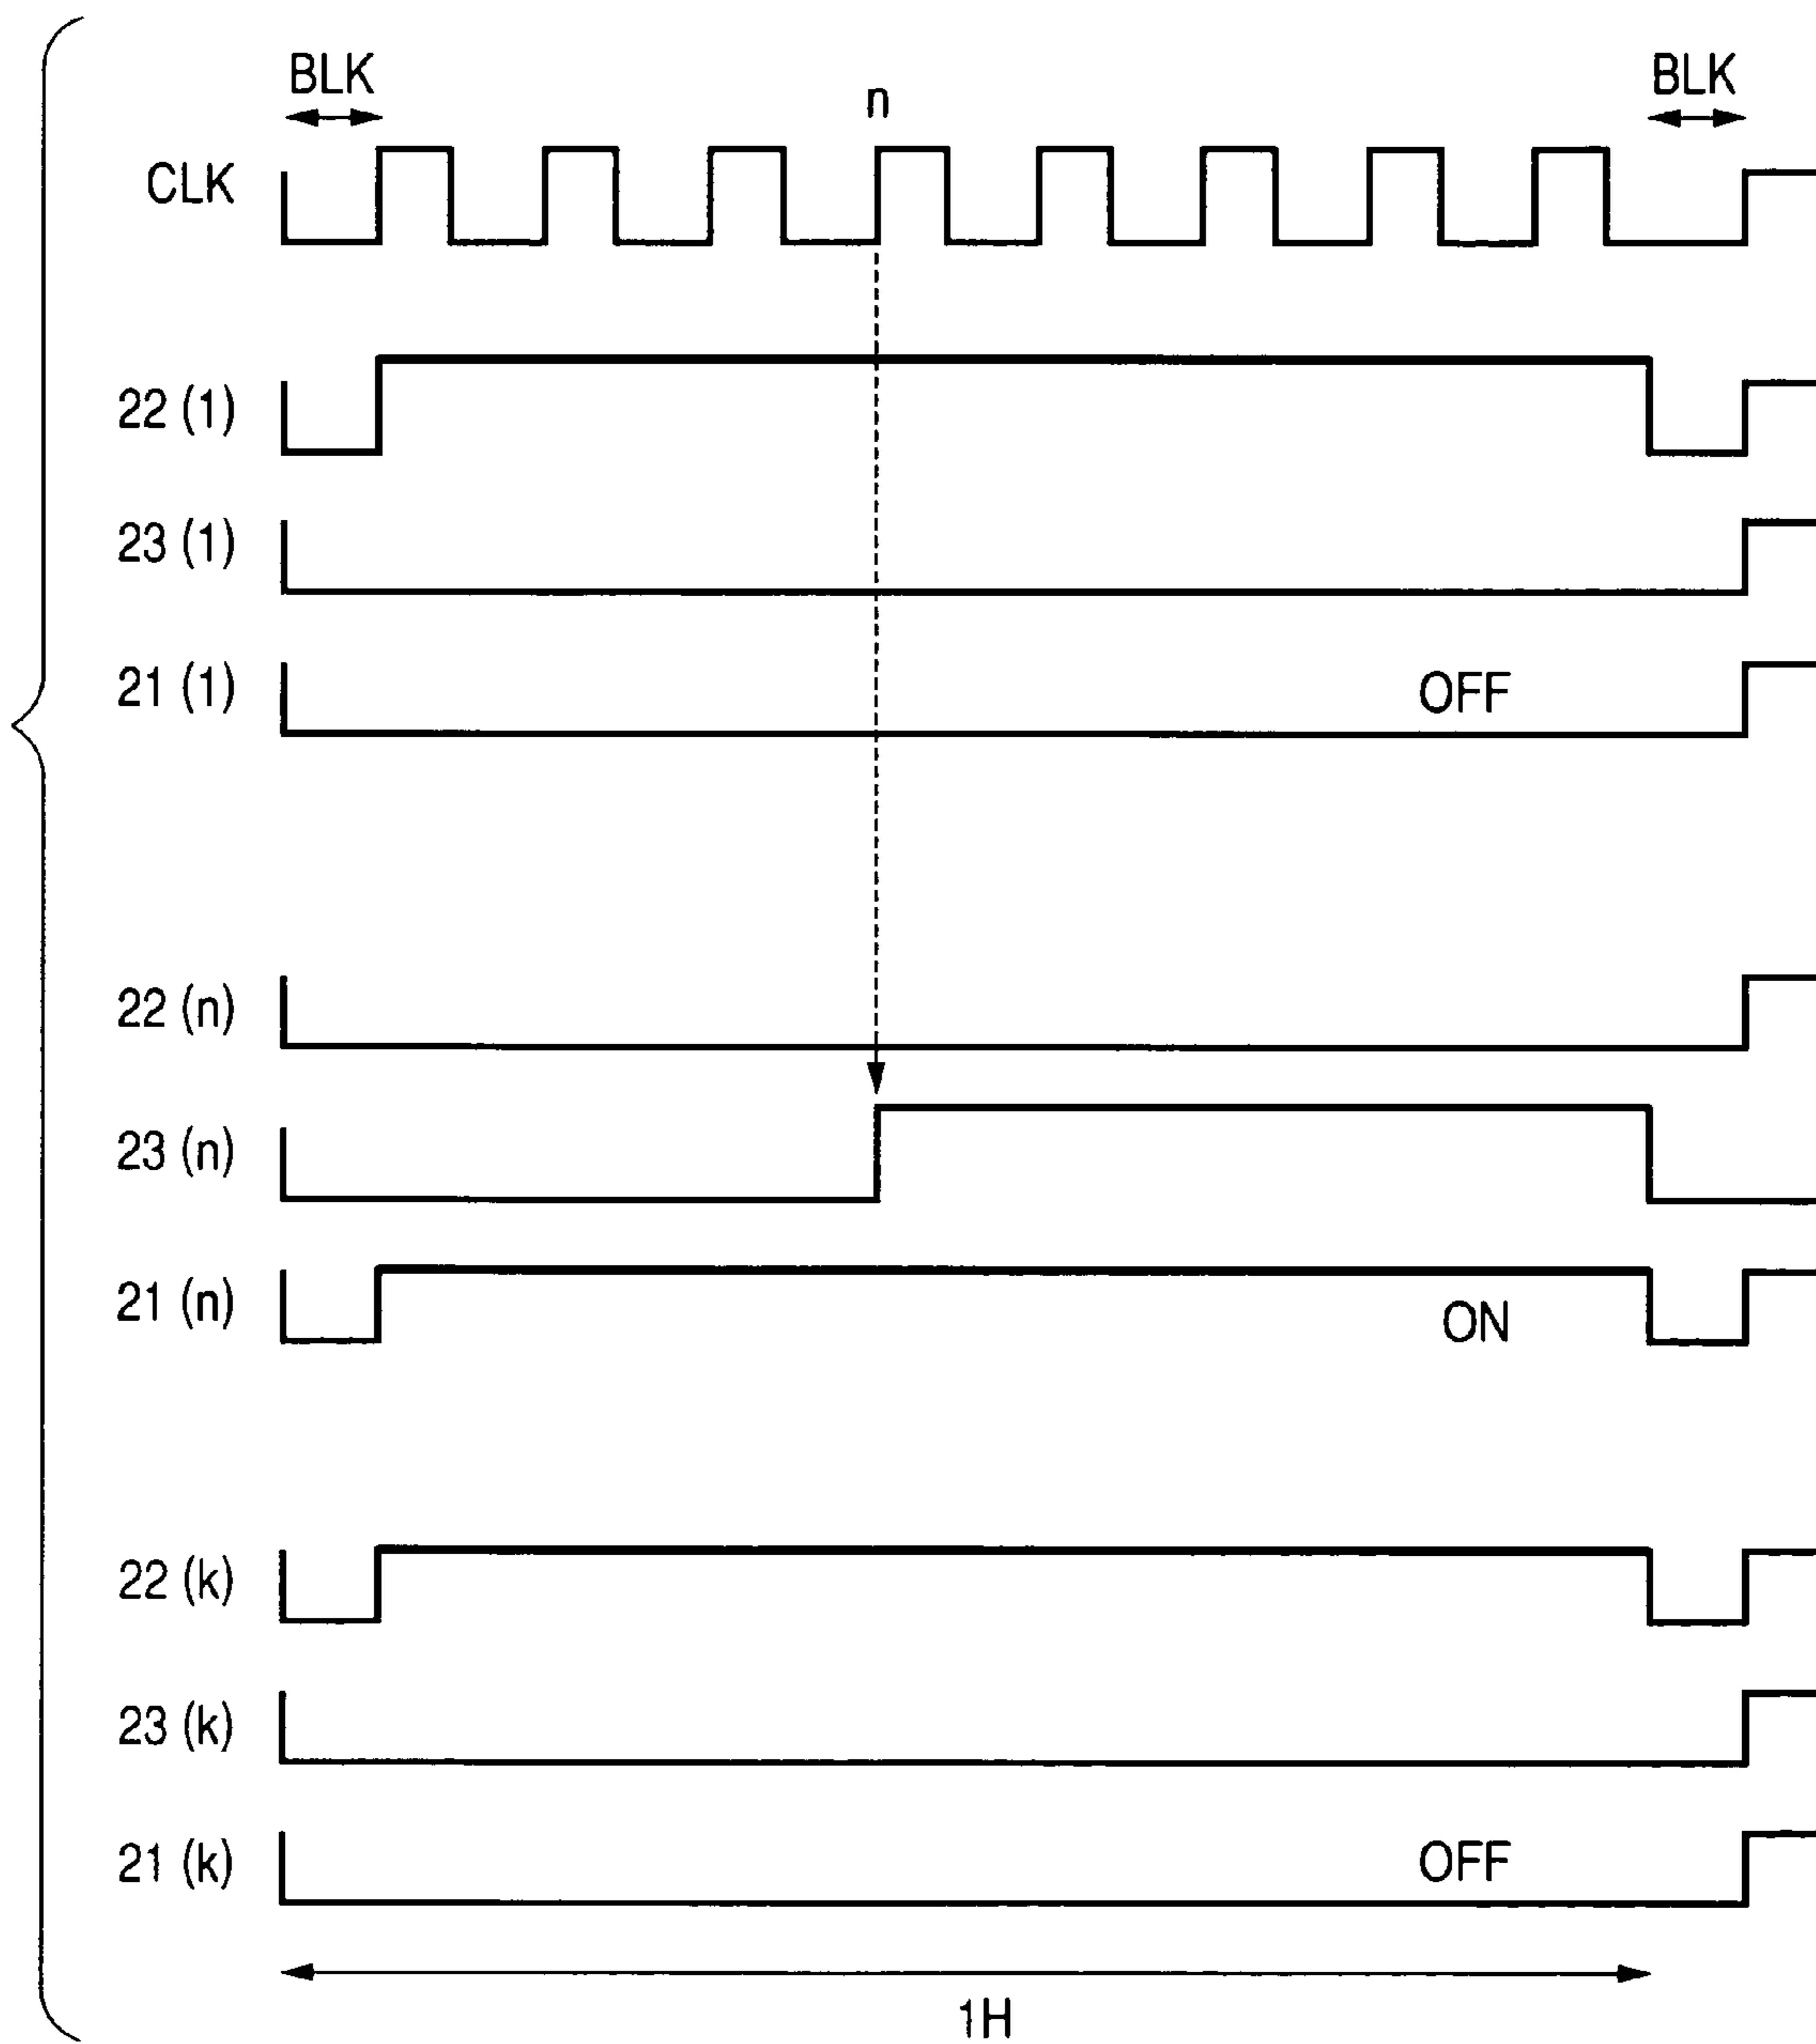 BLK BLK
n
CLK
22 (1)
23 (1)
21 (1) OFF
22 (n)
23 (n)
21 (n) ON
22 (k)
23 (k)
21 (k) OFF
1H